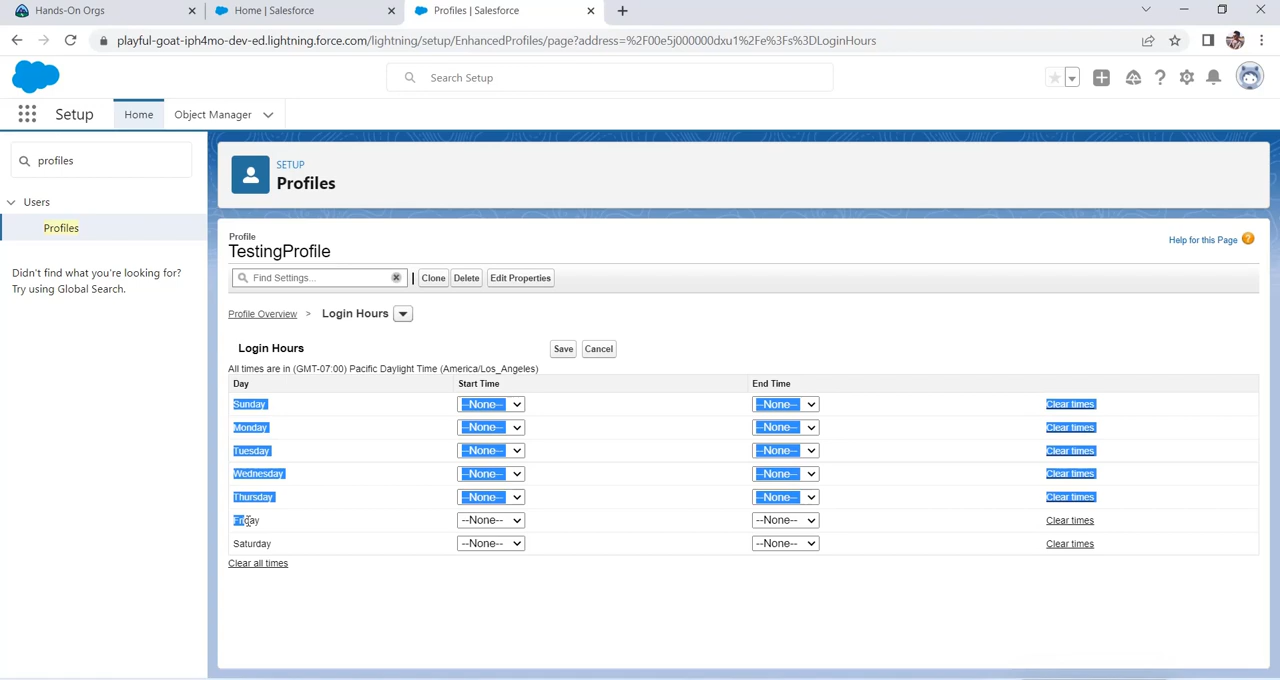 Hands-On Orgs
Home | Salesforce
Profiles | Salesforce
playful-goat-iph4mo-dev-ed.lightning.force.com/lightning/setup/EnhancedProfiles/page?address=%2F00e5j000000dxu1%2Fe%3Fs%3DLoginHours
Search Setup
Setup
Home
Object Manager
profiles
Users
Profiles
Didn't find what you're looking for?
Try using Global Search.
SETUP
Profiles
Profile
TestingProfile
Help for this Page
Find Settings...
Clone
Delete
Edit Properties
Profile Overview > Login Hours
Login Hours
Save
Cancel
All times are in (GMT-07:00) Pacific Daylight Time (America/Los_Angeles)
Day Start Time End Time
Sunday --None-- --None-- Clear times
Monday --None-- --None-- Clear times
Tuesday --None-- --None-- Clear times
Wednesday --None-- --None-- Clear times
Thursday --None-- --None-- Clear times
Friday --None-- --None-- Clear times
Saturday --None-- --None-- Clear times
Clear all times